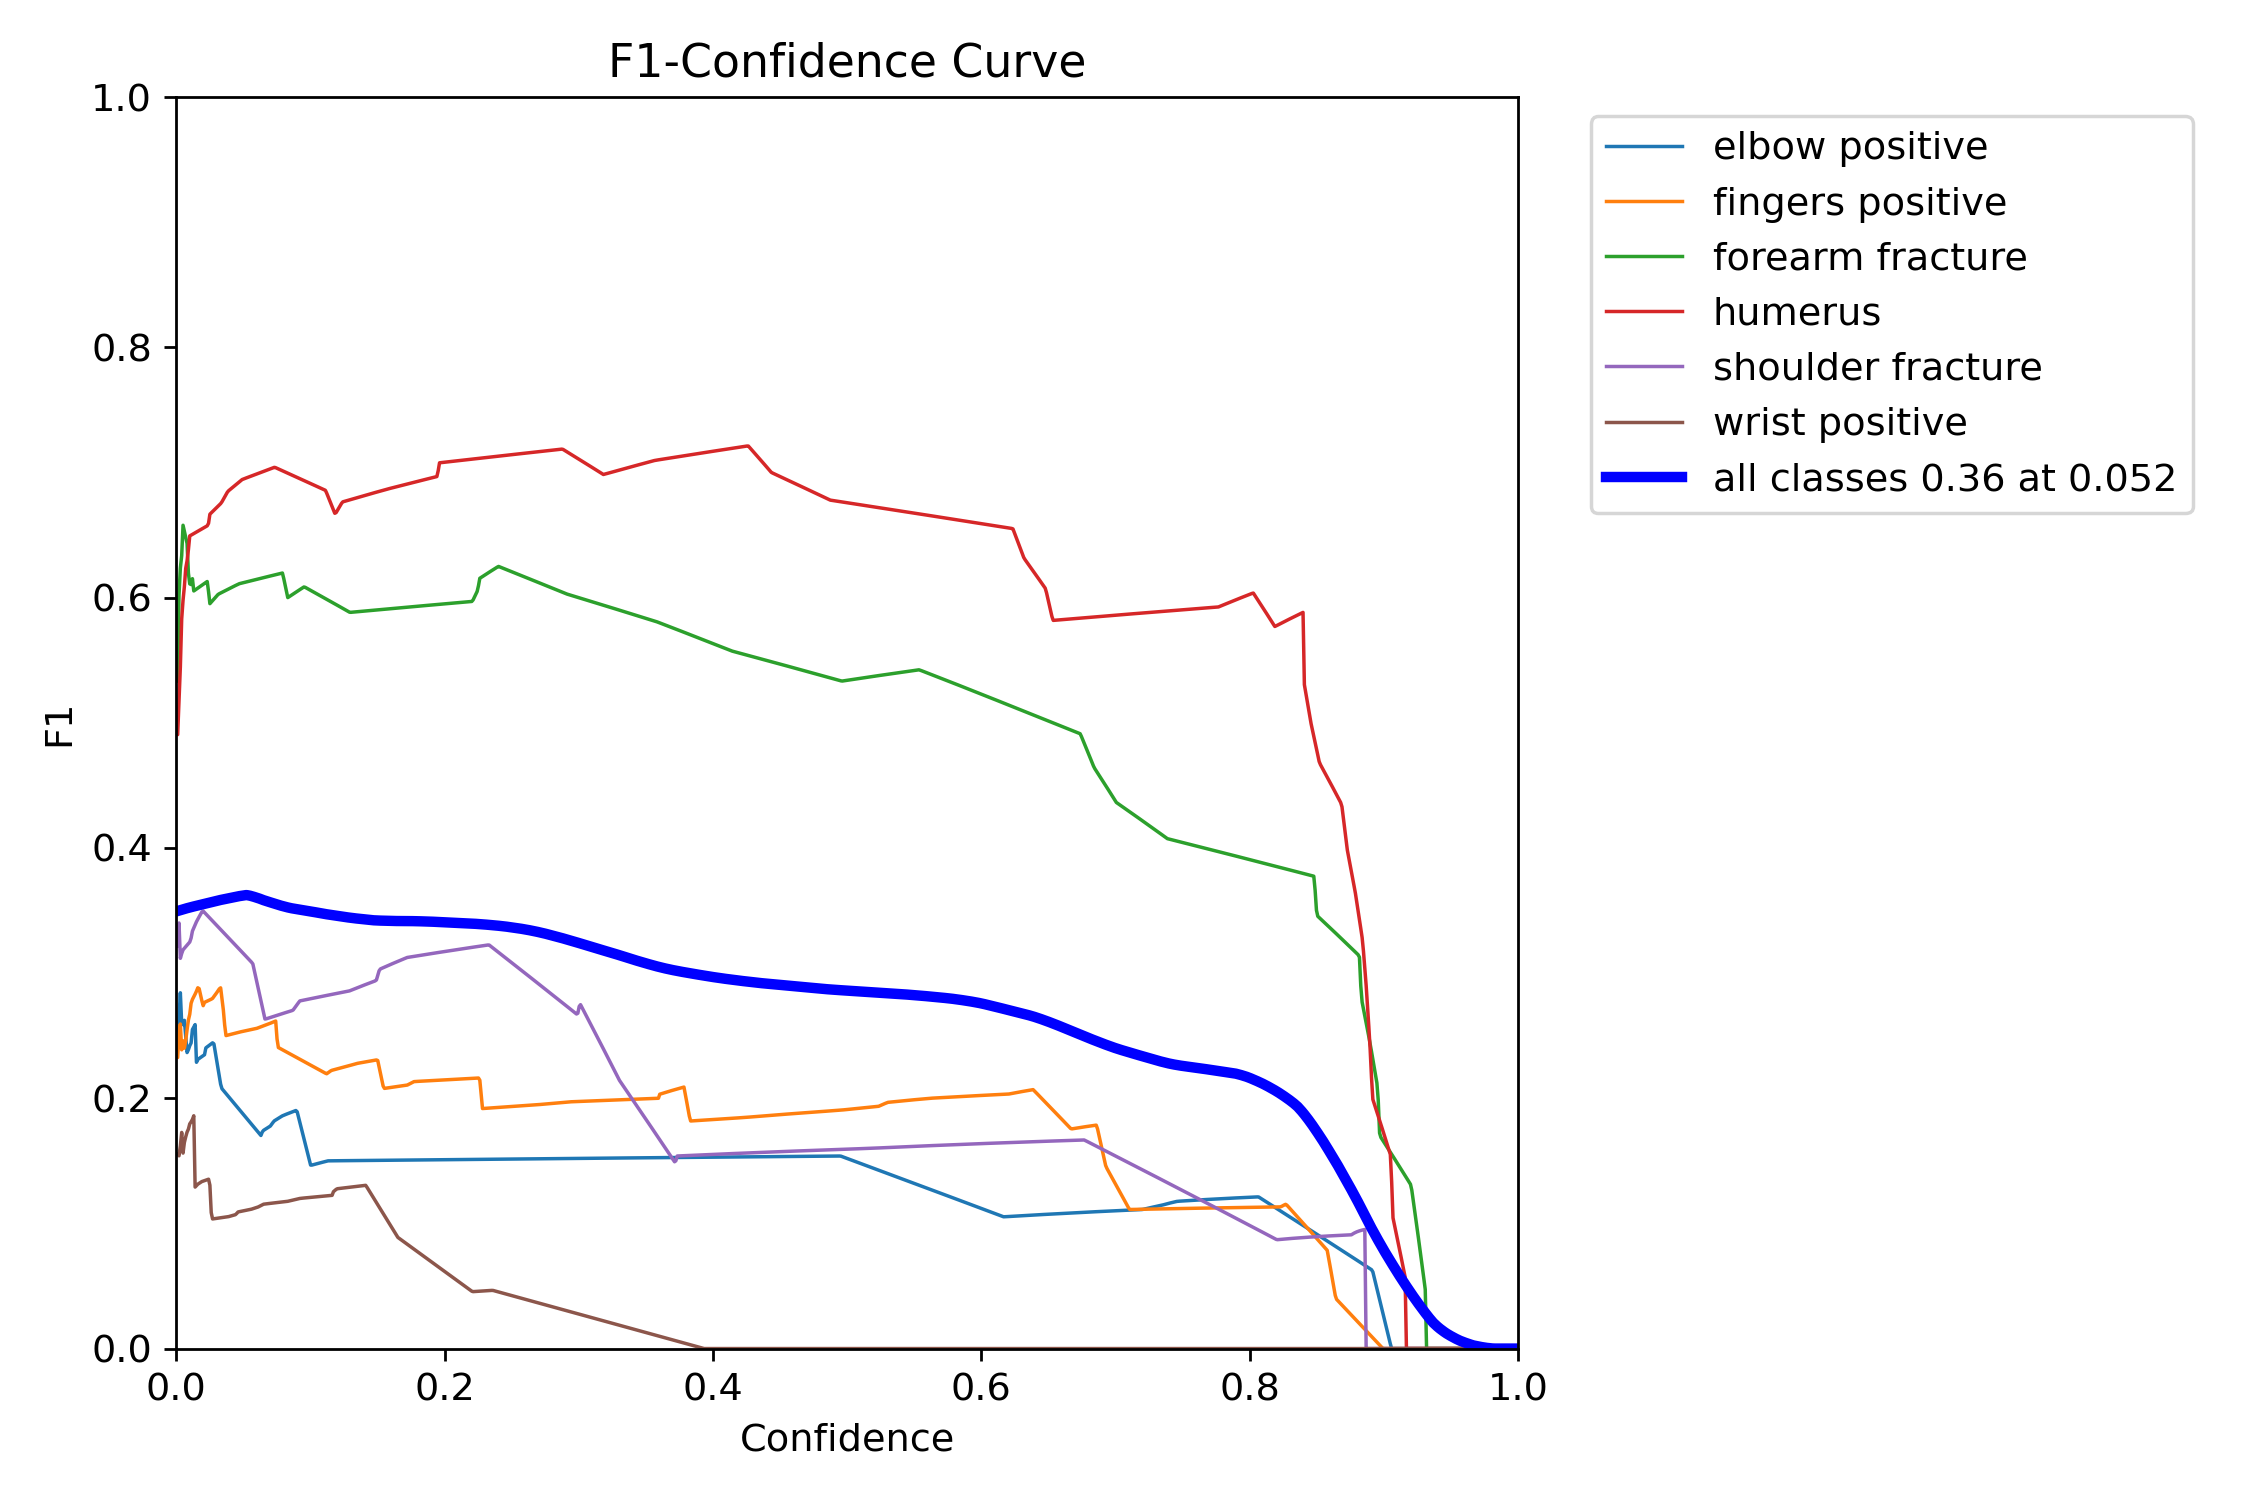 F1-Confidence Curve
1.0
0.8
0.6
0.4
0.2
0.0
F1
0.0 0.2 0.4 0.6 0.8 1.0
Confidence
elbow positive
fingers positive
forearm fracture
humerus
shoulder fracture
wrist positive
all classes 0.36 at 0.052